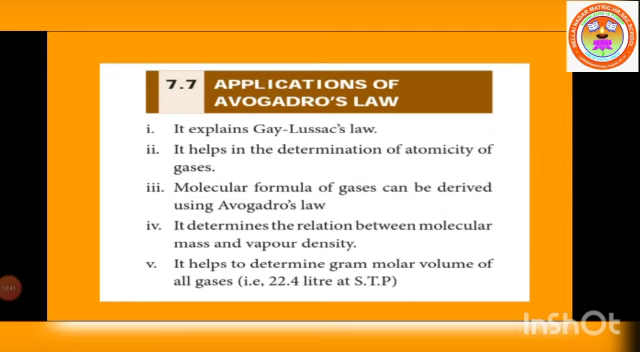 7.7 APPLICATIONS OF
AVOGADRO'S LAW
i. It explains Gay-Lussac's law.
ii. It helps in the determination of atomicity of
gases.
iii. Molecular formula of gases can be derived
using Avogadro's law
iv. It determines the relation between molecular
mass and vapour density.
v. It helps to determine gram molar volume of
all gases (i.e, 22.4 litre at S.T.P)
12:41
InShOt